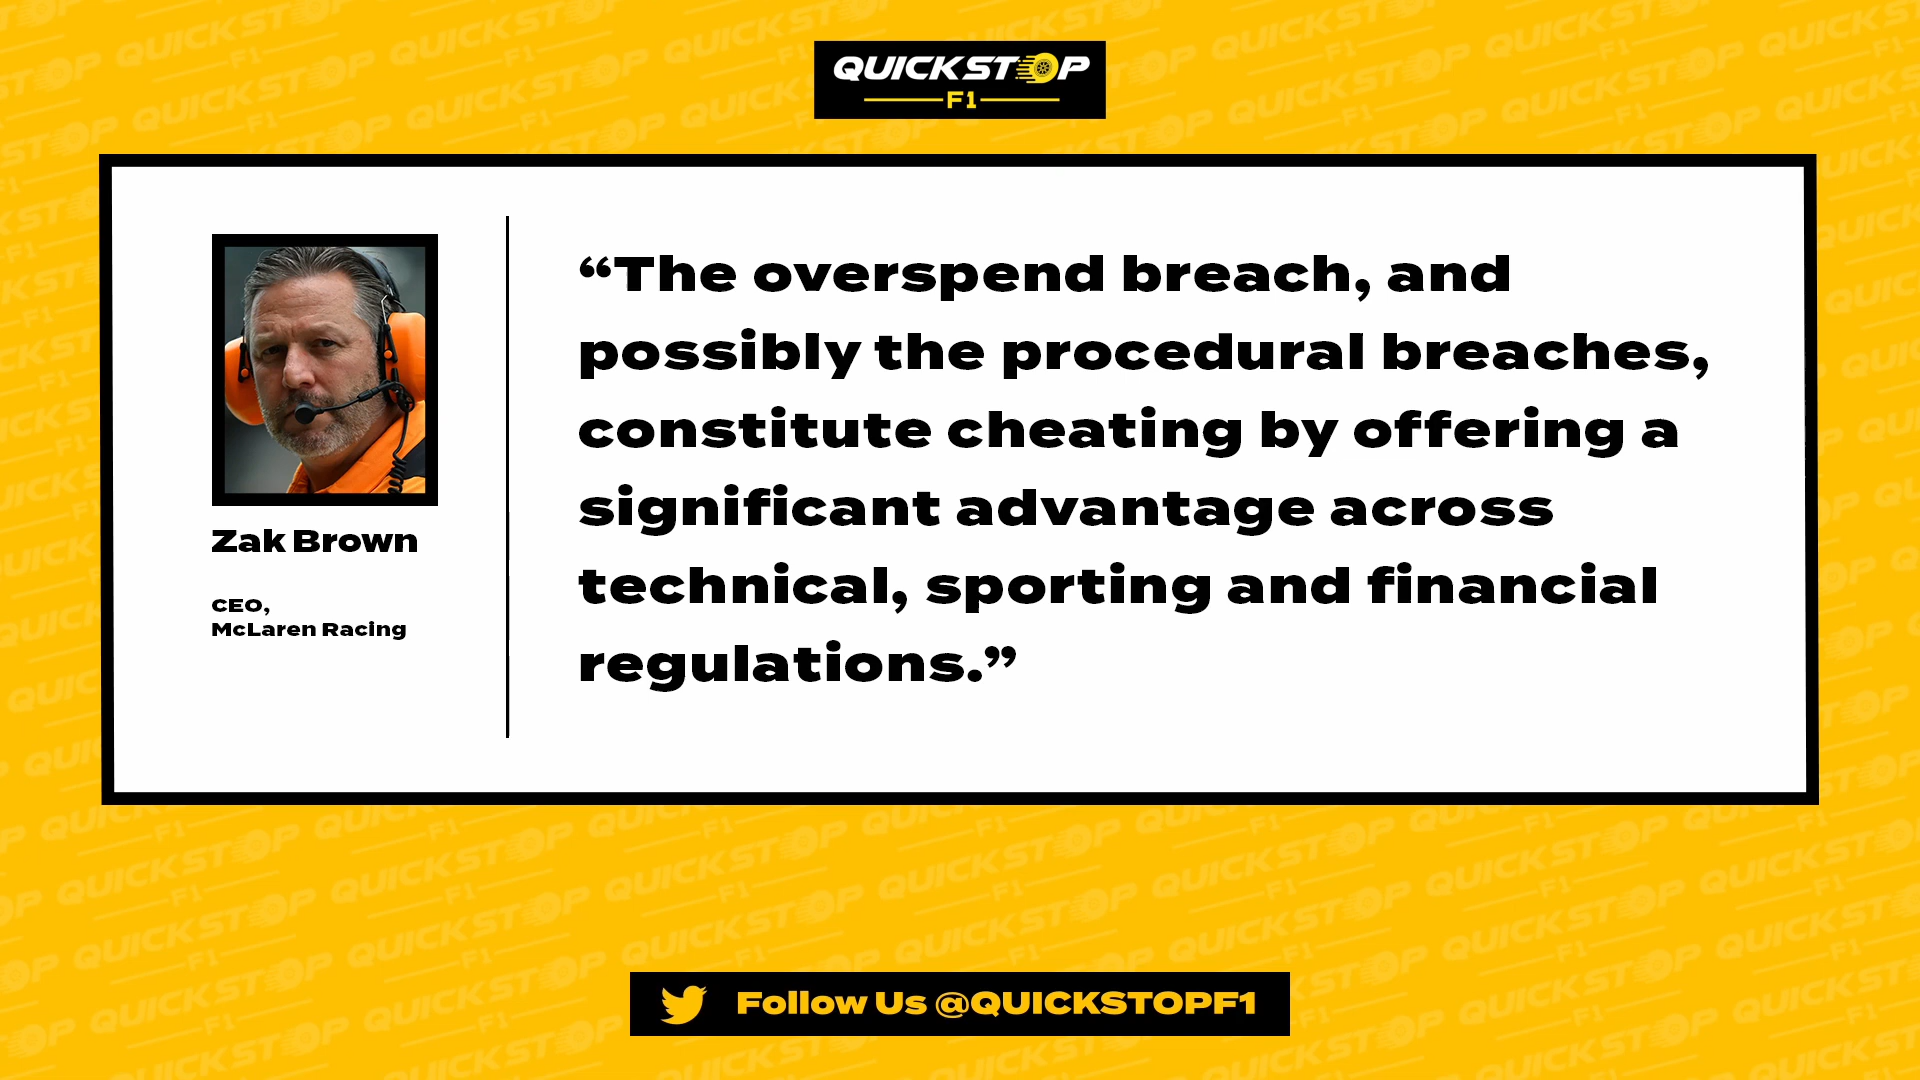 QUICKSTOP
F1
“The overspend breach, and
possibly the procedural breaches,
constitute cheating by offering a
significant advantage across
technical, sporting and financial
regulations.”
Zak Brown
CEO,
McLaren Racing
Follow Us @QUICKSTOPF1